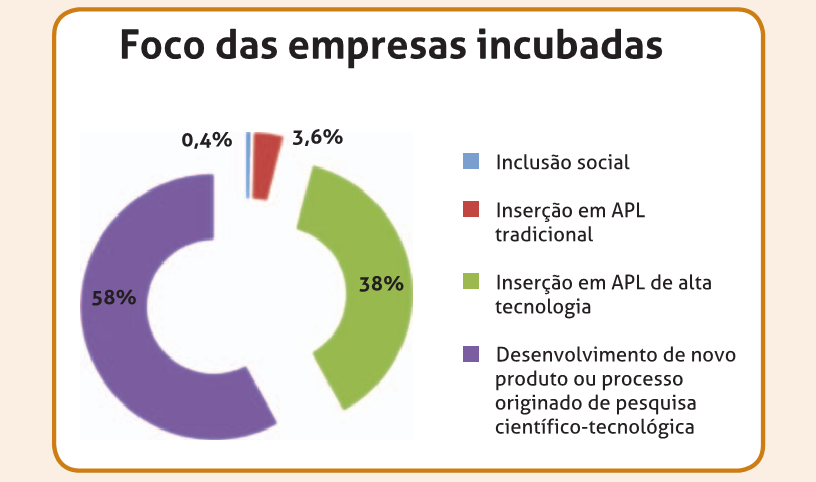 Foco das empresas incubadas
0,4%
3,6%
58%
38%
Inclusão social
Inserção em APL
tradicional
Inserção em APL de alta
tecnologia
Desenvolvimento de novo
produto ou processo
originado de pesquisa
científico-tecnológica